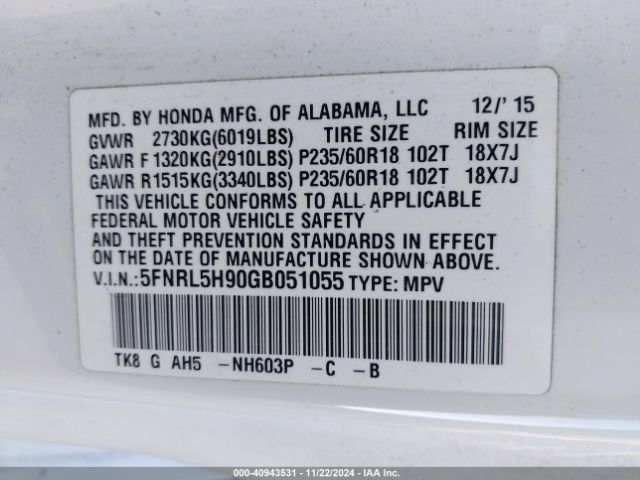 MFD. BY HONDA MFG. OF ALABAMA, LLC 12/' 15
GVWR 2730KG(6019LBS) TIRE SIZE RIM SIZE
GAWR F 1320KG(2910LBS) P235/60R18 102T 18X7J
GAWR R1515KG(3340LBS) P235/60R18 102T 18X7J
THIS VEHICLE CONFORMS TO ALL APPLICABLE
FEDERAL MOTOR VEHICLE SAFETY
AND THEFT PREVENTION STANDARDS IN EFFECT
ON THE DATE OF MANUFACTURE SHOWN ABOVE.
V.I.N.:5FNRL5H90GB051055 TYPE: MPV
TK8 G AH5 -NH603P -C -B
© - 40943531 - 11/22/2024 - IAA Inc.